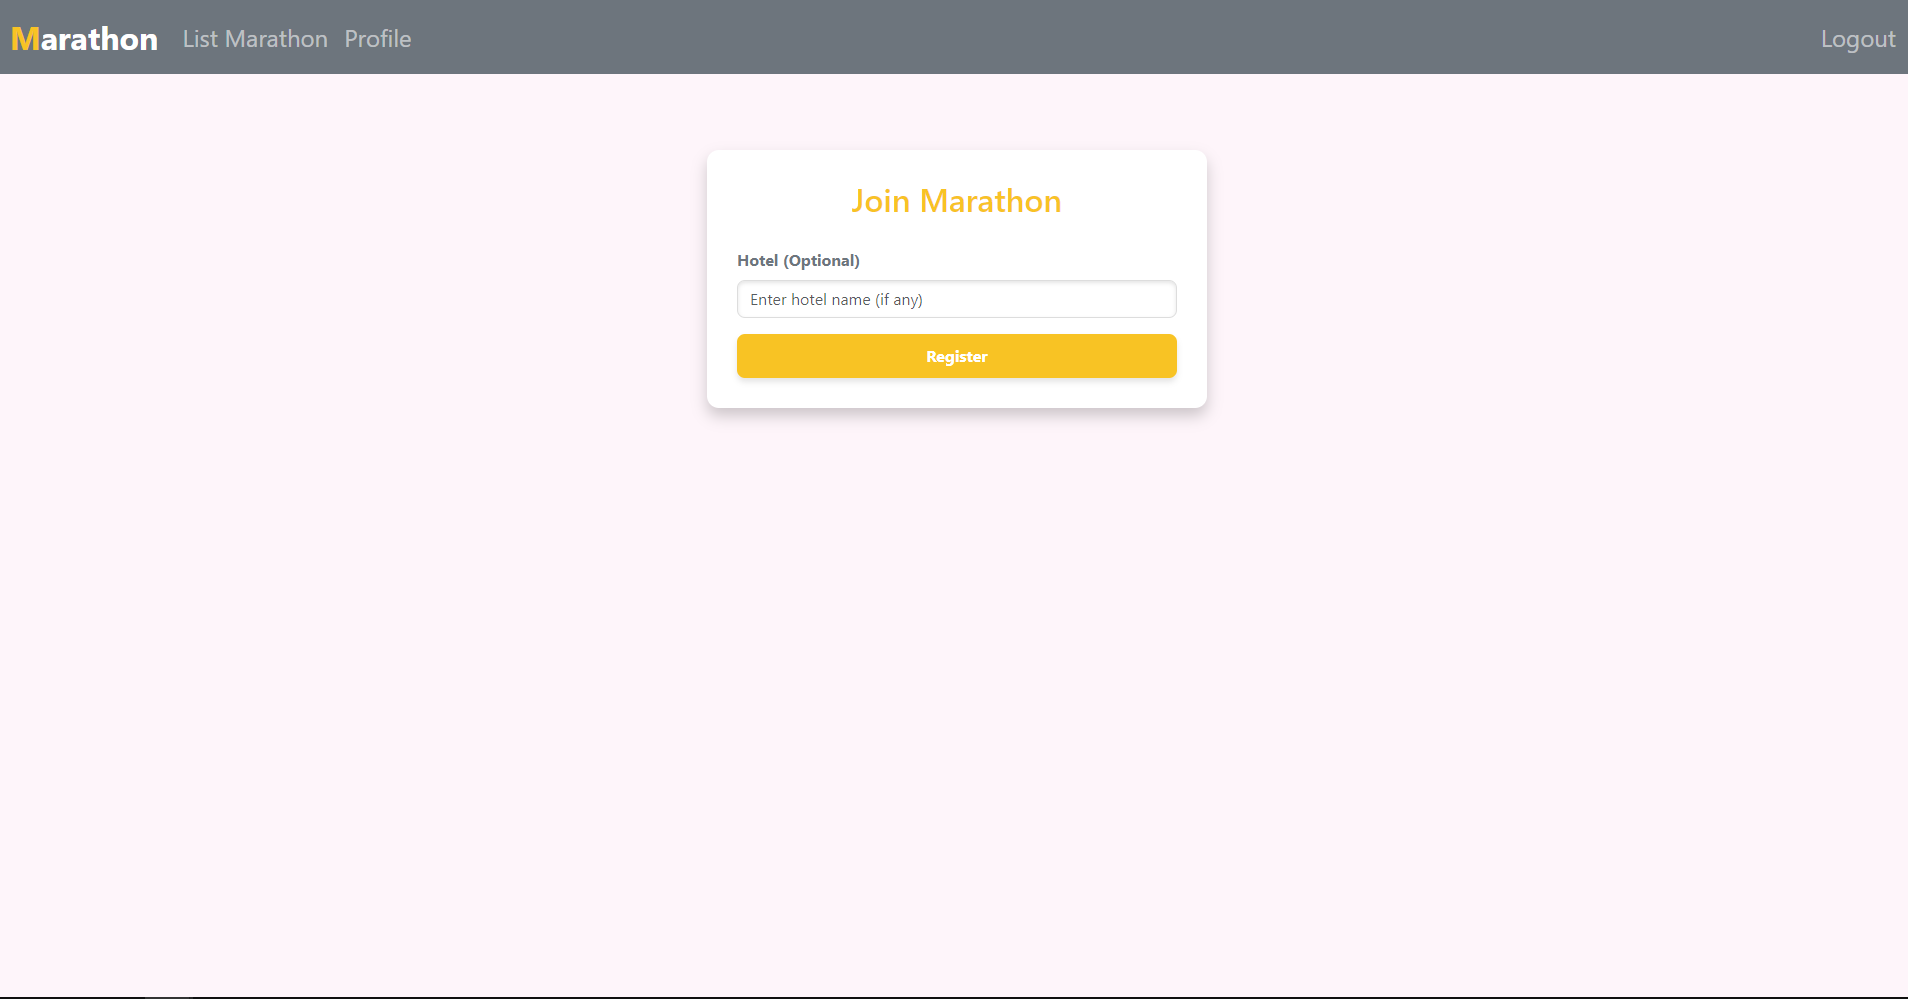 Marathon List Marathon Profile Logout
Join Marathon
Hotel (Optional)
Enter hotel name (if any)
Register